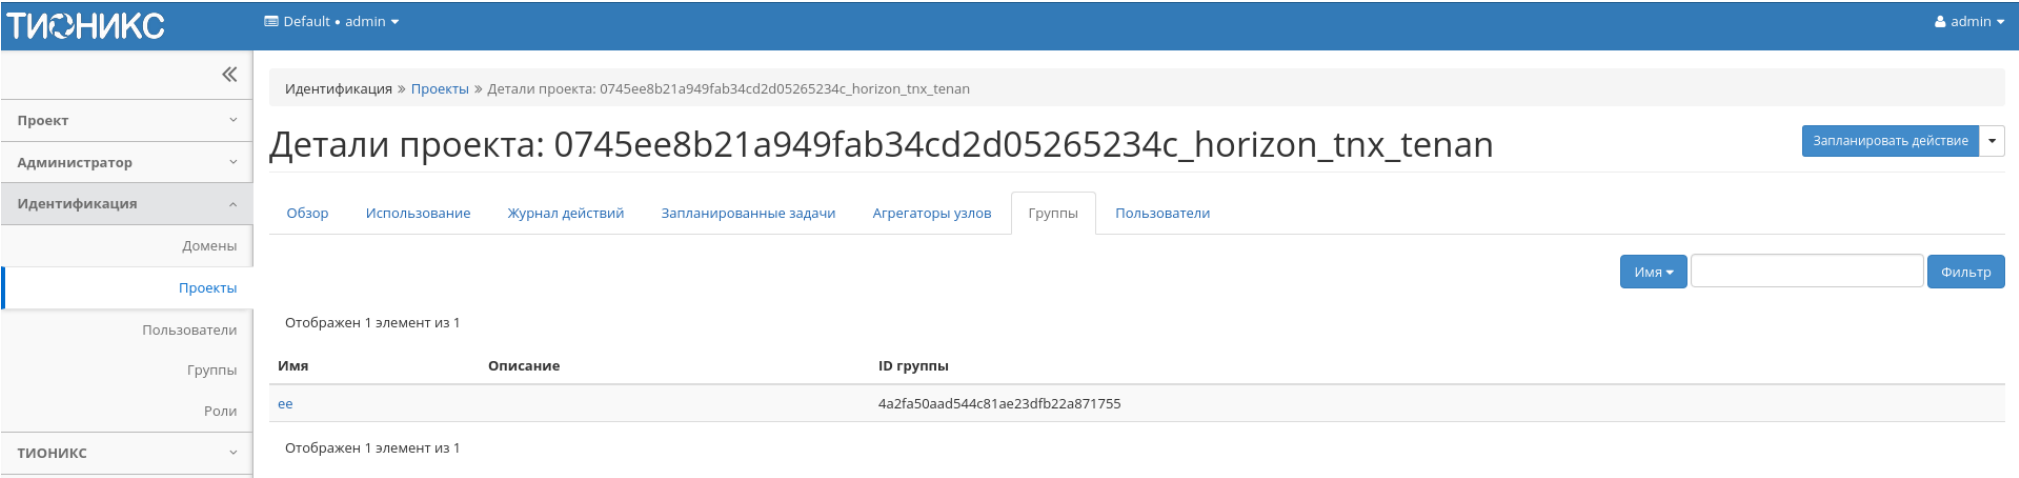 ТИОНИКС
Default • admin
admin
Проект
Администратор
Идентификация
Домены
Проекты
Пользователи
Группы
Роли
ТИОНИКС
Идентификация » Проекты » Детали проекта: 0745ee8b21a949fab34cd2d05265234c_horizon_tnx_tenan
Детали проекта: 0745ee8b21a949fab34cd2d05265234c_horizon_tnx_tenan
Запланировать действие
Обзор Использование Журнал действий Запланированные задачи Агрегаторы узлов Группы Пользователи
Имя Фильтр
Отображен 1 элемент из 1
Имя Описание ID группы
ee 4a2fa50aad544c81ae23dfb22a871755
Отображен 1 элемент из 1